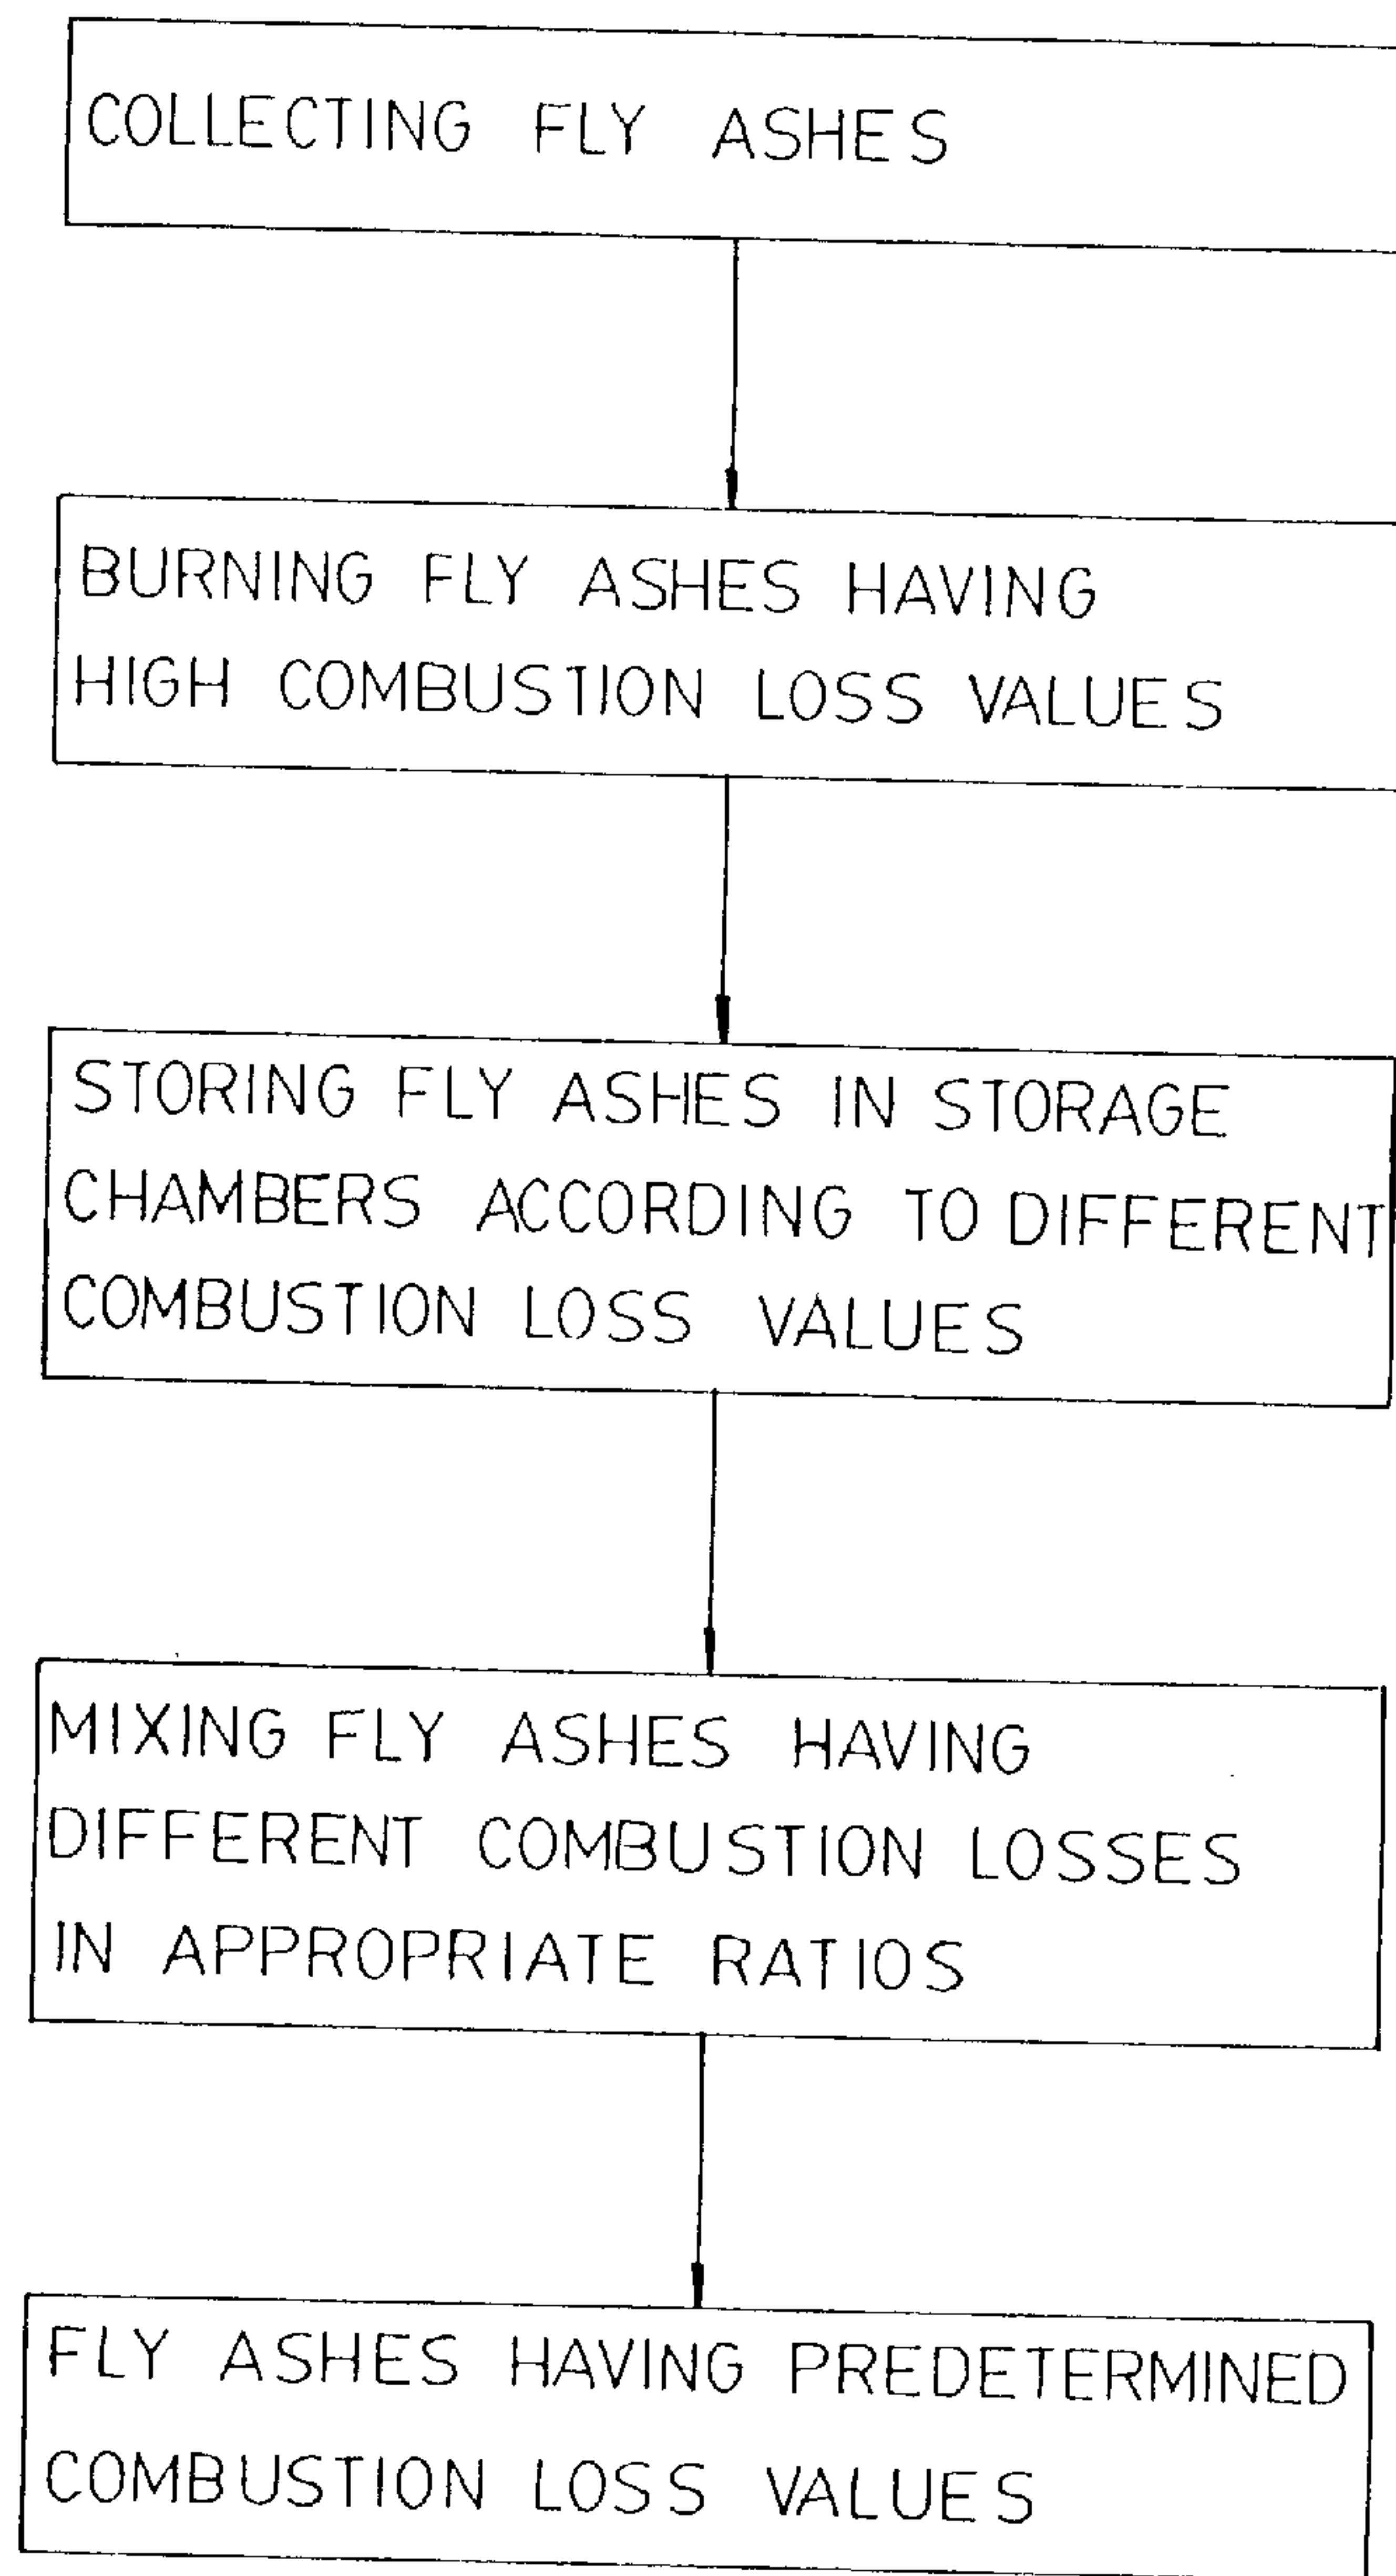 COLLECTING FLY ASHES
BURNING FLY ASHES HAVING
HIGH COMBUSTION LOSS VALUES
STORING FLY ASHES IN STORAGE
CHAMBERS ACCORDING TO DIFFERENT
COMBUSTION LOSS VALUES
MIXING FLY ASHES HAVING
DIFFERENT COMBUSTION LOSSES
IN APPROPRIATE RATIOS
FLY ASHES HAVING PREDETERMINED
COMBUSTION LOSS VALUES